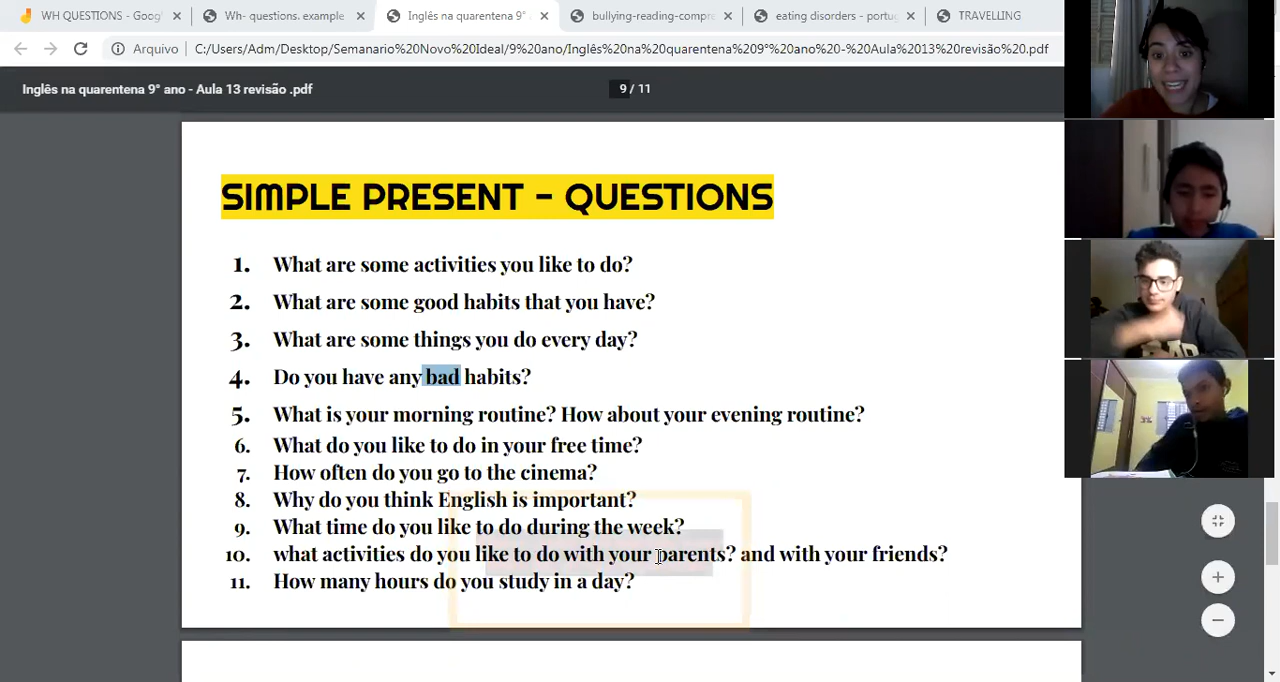 WH QUESTIONS - Goog
Wh- questions. example
Inglês na quarentena 9°
bullying-reading-compre
eating disorders - portug
TRAVELLING
Arquivo
C:/Users/Adm/Desktop/Semanario%20Novo%20Ideal/9%20ano/Inglês%20na%20quarentena%209°%20ano%20-%20Aula%2013%20revisão%20.pdf
Inglês na quarentena 9° ano - Aula 13 revisão .pdf
9 / 11
SIMPLE PRESENT - QUESTIONS
1. What are some activities you like to do?
2. What are some good habits that you have?
3. What are some things you do every day?
4. Do you have any bad habits?
5. What is your morning routine? How about your evening routine?
6. What do you like to do in your free time?
7. How often do you go to the cinema?
8. Why do you think English is important?
9. What time do you like to do during the week?
10. what activities do you like to do with your parents? and with your friends?
11. How many hours do you study in a day?